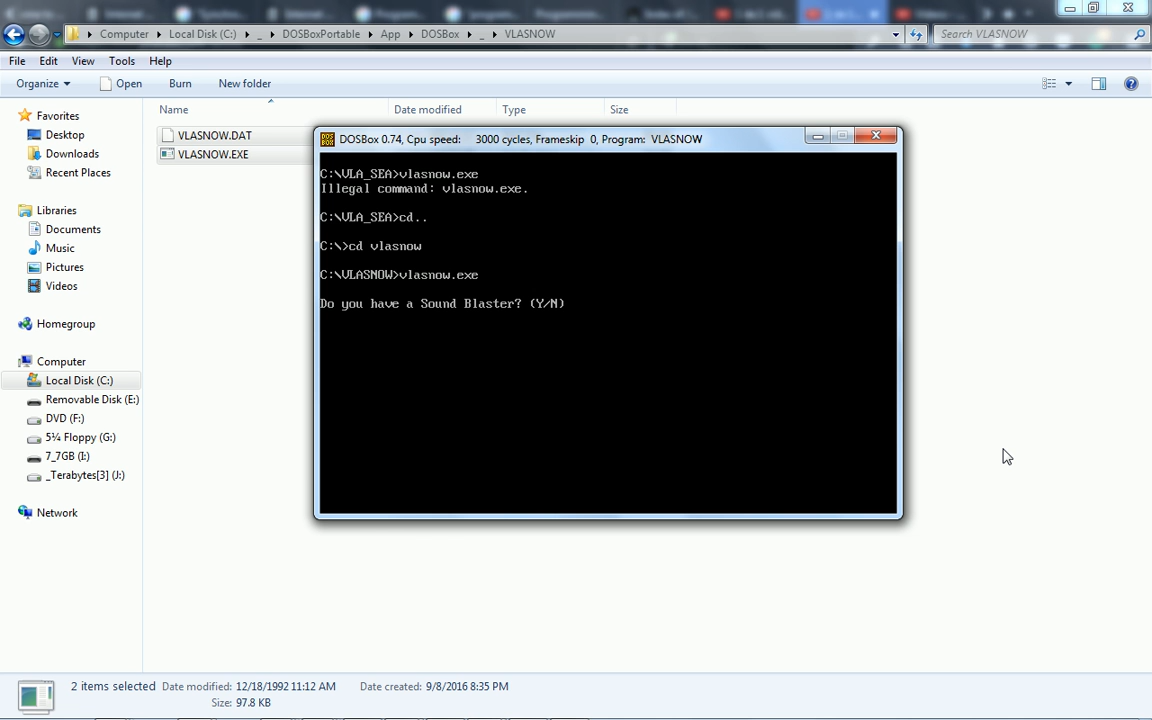 Computer Local Disk (C:) _ DOSBoxPortable App DOSBox _ VLASNOW
Search VLASNOW
File Edit View Tools Help
Organize Open Burn New folder
Favorites
Desktop
Downloads
Recent Places
Libraries
Documents
Music
Pictures
Videos
Homegroup
Computer
Local Disk (C:)
Removable Disk (E:)
DVD (F:)
5¼ Floppy (G:)
7_7GB (I:)
_Terabytes[3] (J:)
Network
Name Date modified Type Size
VLASNOW.DAT
VLASNOW.EXE
DOS BOX
DOSBox 0.74, Cpu speed: 3000 cycles, Frameskip 0, Program: VLASNOW
C:\VLA_SEA>vlasnow.exe
Illegal command: vlasnow.exe.
C:\VLA_SEA>cd..
C:\>cd vlasnow
C:\VLASNOW>vlasnow.exe
Do you have a Sound Blaster? (Y/N)
2 items selected Date modified: 12/18/1992 11:12 AM Date created: 9/8/2016 8:35 PM
Size: 97.8 KB